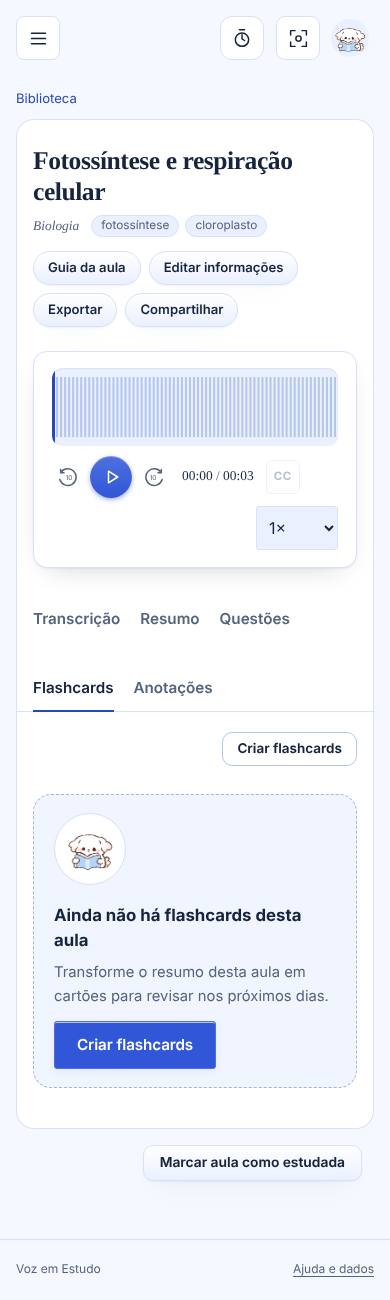 Biblioteca
Fotossíntese e respiração
celular
Biologia fotossíntese cloroplasto
Guia da aula Editar informações
Exportar Compartilhar
10 10 00:00 / 00:03 CC
1×
Transcrição Resumo Questões
Flashcards Anotações
Criar flashcards
Ainda não há flashcards desta
aula
Transforme o resumo desta aula em
cartões para revisar nos próximos dias.
Criar flashcards
Marcar aula como estudada
Voz em Estudo Ajuda e dados